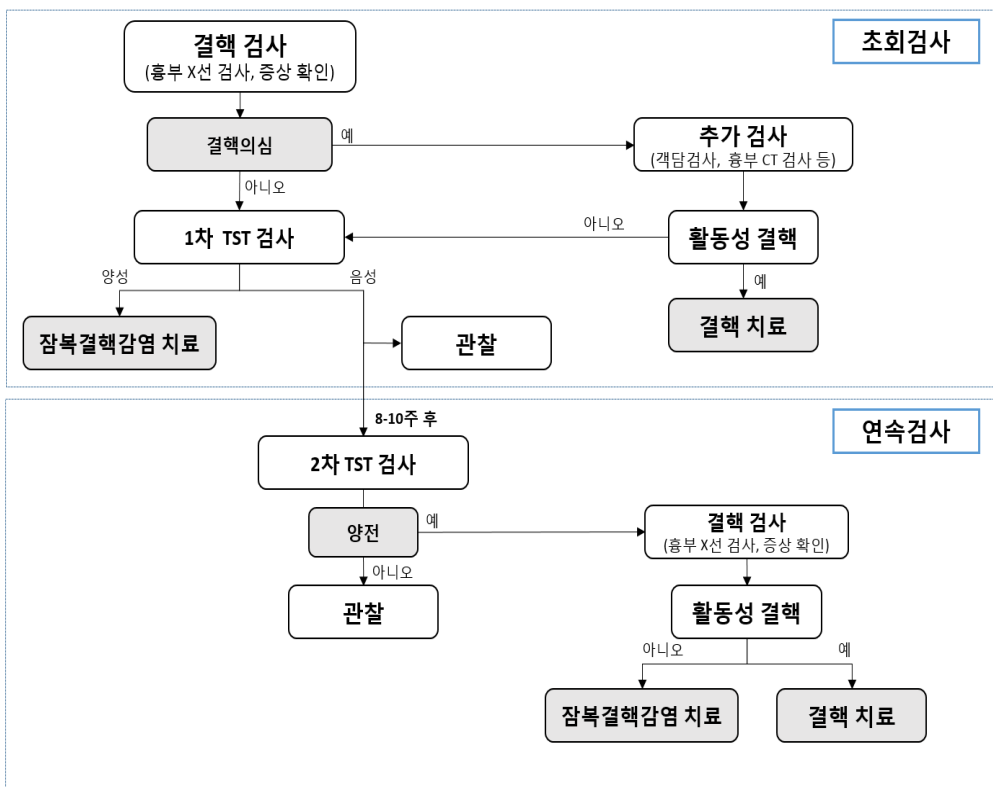 초회검사
결핵 검사
(흉부 X선 검사, 증상 확인)
결핵의심
예
추가 검사
(객담검사, 흉부 CT 검사 등)
아니오
1차 TST 검사
아니오
활동성 결핵
양성
음성
예
잠복결핵감염 치료
관찰
결핵 치료
8-10주 후
연속검사
2차 TST 검사
양전
예
결핵 검사
(흉부 X선 검사, 증상 확인)
아니오
관찰
활동성 결핵
아니오
예
잠복결핵감염 치료
결핵 치료